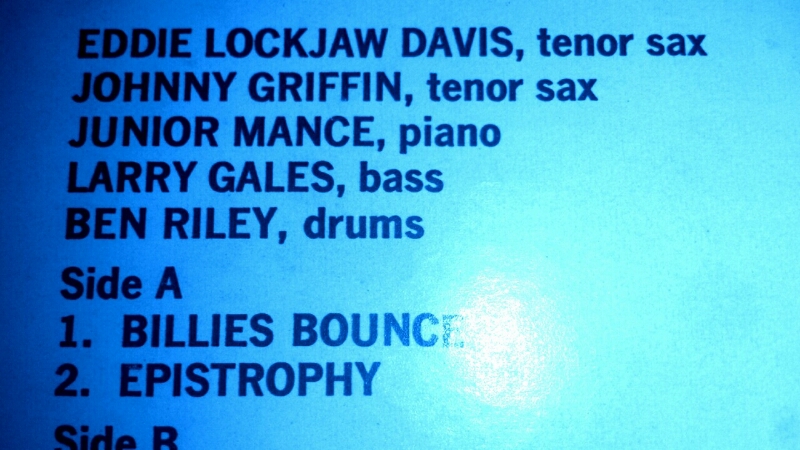 EDDIE LOCKJAW DAVIS, tenor sax
JOHNNY GRIFFIN, tenor sax
JUNIOR MANCE, piano
LARRY GALES, bass
BEN RILEY, drums
Side A
1. BILLIES BOUNCE
2. EPISTROPHY
Side B